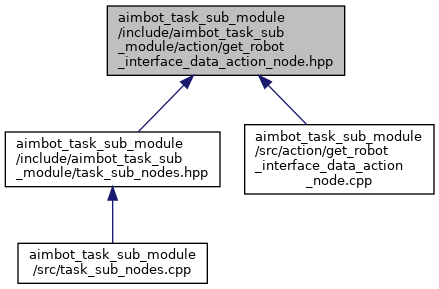 aimbot_task_sub_module
/include/aimbot_task_sub
_module/action/get_robot
_interface_data_action_node.hpp
aimbot_task_sub_module
/include/aimbot_task_sub
_module/task_sub_nodes.hpp
aimbot_task_sub_module
/src/action/get_robot
_interface_data_action
_node.cpp
aimbot_task_sub_module
/src/task_sub_nodes.cpp